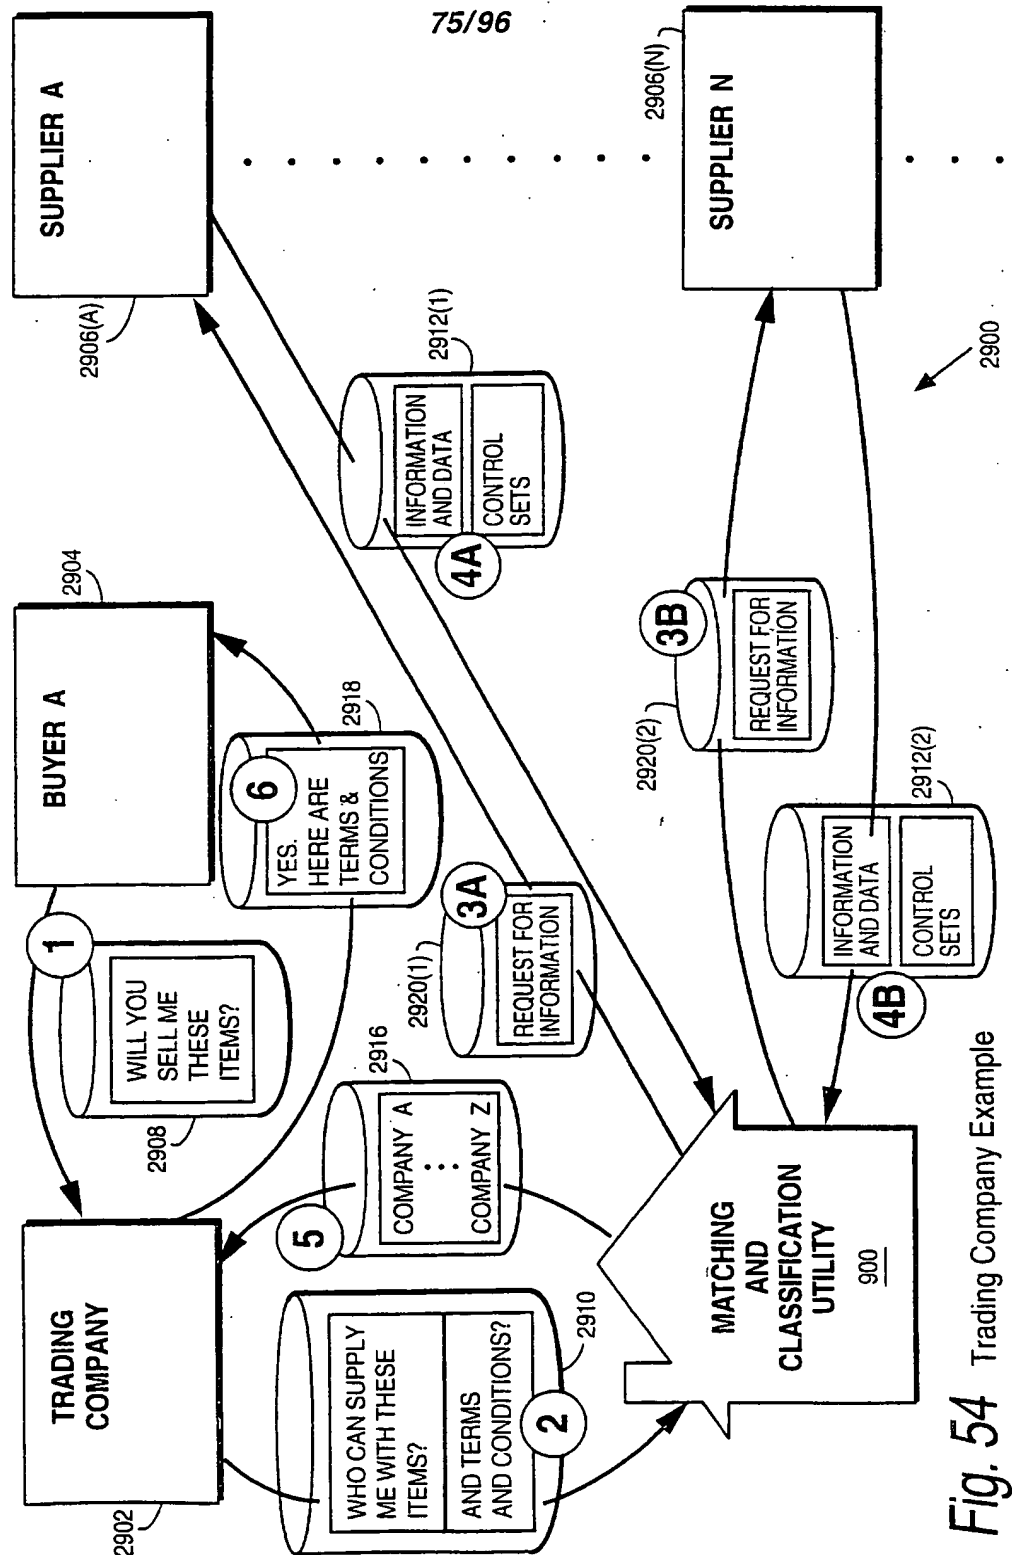 75/96
TRADING
COMPANY
2902
BUYER A
2904
SUPPLIER A
2906(A)
1
WILL YOU
SELL ME
THESE
ITEMS?
2908
6
YES.
HERE ARE
TERMS &
CONDITIONS
2918
2
WHO CAN SUPPLY
ME WITH THESE
ITEMS?
AND TERMS
AND CONDITIONS?
2910
5
COMPANY A
⋮
COMPANY Z
2916
3A
REQUEST FOR
INFORMATION
2920(1)
4A
INFORMATION
AND DATA
CONTROL
SETS
2912(1)
MATCHING
AND
CLASSIFICATION
UTILITY
900
4B
INFORMATION
AND DATA
CONTROL
SETS
2912(2)
3B
REQUEST FOR
INFORMATION
2920(2)
SUPPLIER N
2906(N)
2900
Fig. 54 Trading Company Example